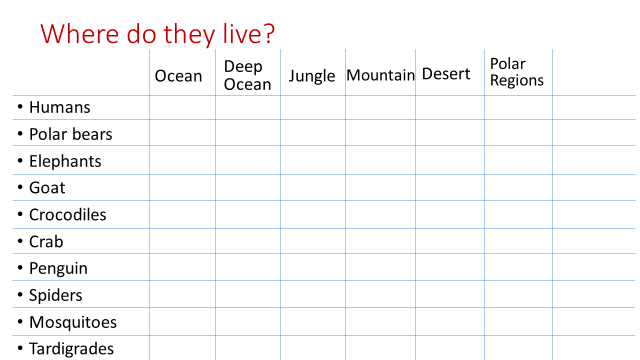 Where do they live?
Ocean Deep Ocean Jungle Mountain Desert Polar Regions
• Humans
• Polar bears
• Elephants
• Goat
• Crocodiles
• Crab
• Penguin
• Spiders
• Mosquitoes
• Tardigrades